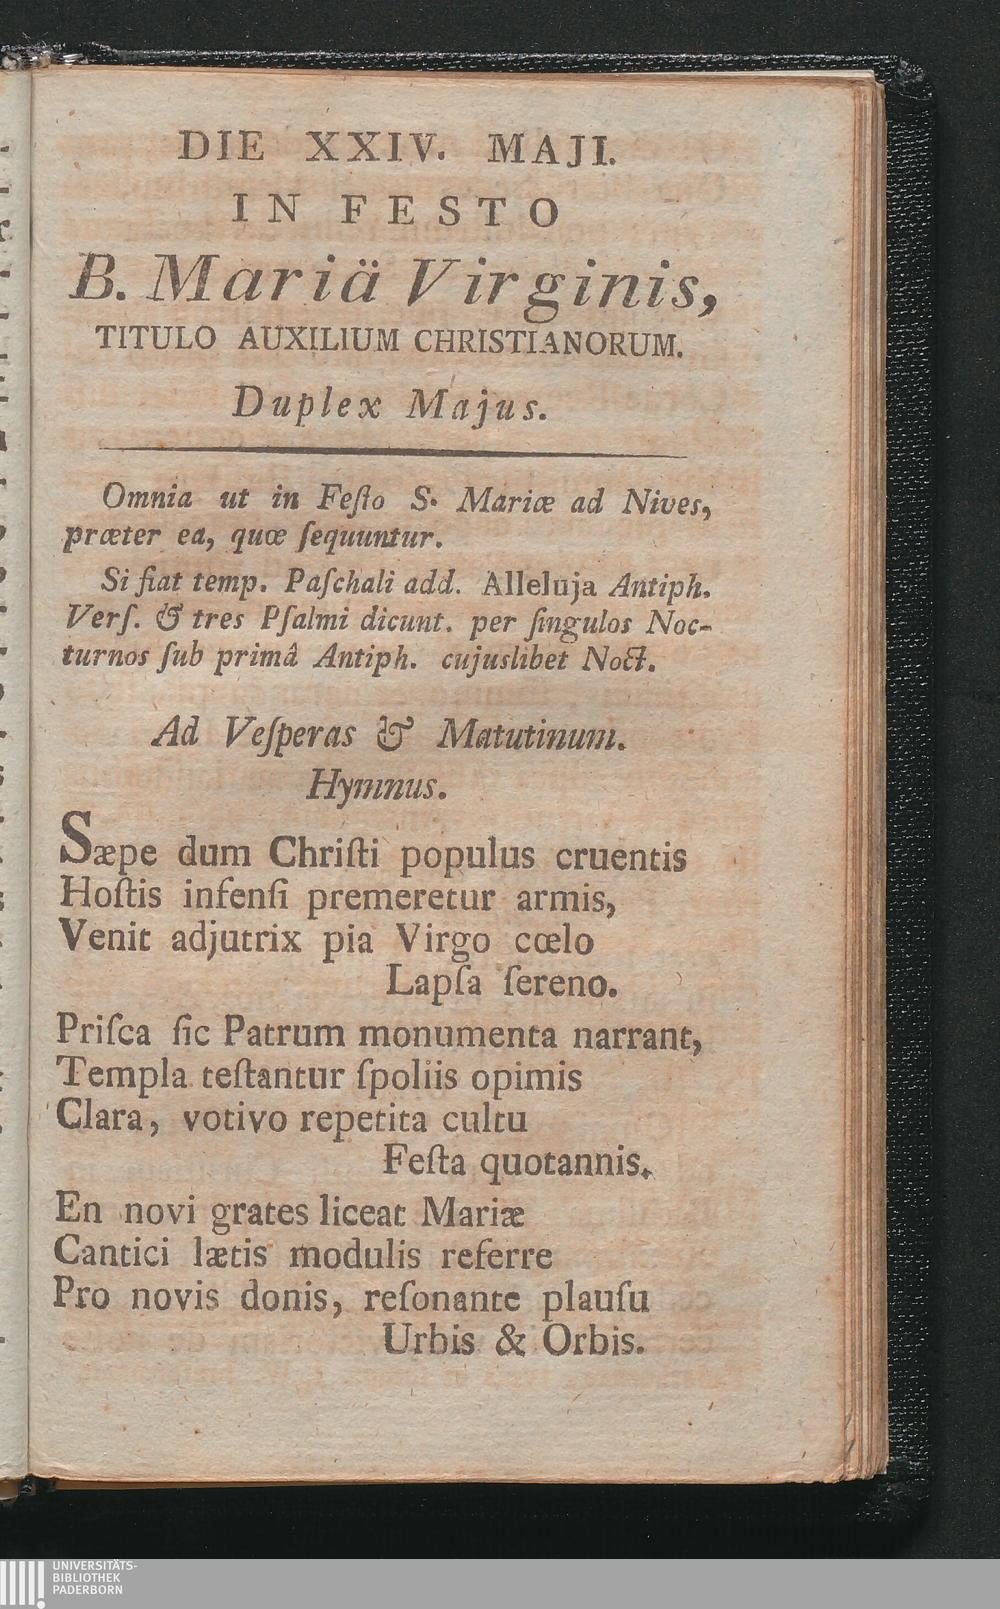 DIE XXIV. MAJI.
IN FESTO
B. Mariä Virginis,
TITULO AUXILIUM CHRISTIANORUM.
Duplex Majus.
Omnia ut in Feſto S. Mariæ ad Nives,
præter ea, quæ ſequuntur.
Si fiat temp. Paſchali add. Alleluja Antiph.
Verſ. & tres Pſalmi dicunt. per ſingulos Noc-
turnos ſub primâ Antiph. cujuslibet Noct.
Ad Veſperas & Matutinum.
Hymnus.
Sæpe dum Chriſti populus cruentis
Hoſtis infenſi premeretur armis,
Venit adjutrix pia Virgo cœlo
Lapſa ſereno.
Priſca ſic Patrum monumenta narrant,
Templa teſtantur ſpoliis opimis
Clara, votivo repetita cultu
Feſta quotannis.
En novi grates liceat Mariæ
Cantici lætis modulis referre
Pro novis donis, reſonante plauſu
Urbis & Orbis.
UNIVERSITÄTS-
BIBLIOTHEK
PADERBORN